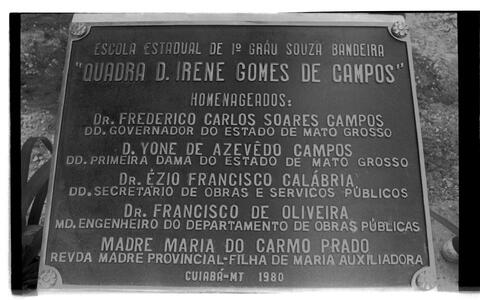 ESCOLA ESTADUAL DE 1º GRÁU SOUZA BANDEIRA
"QUADRA D. IRENE GOMES DE CAMPOS"
HOMENAGEADOS:
DR. FREDERICO CARLOS SOARES CAMPOS
DD. GOVERNADOR DO ESTADO DE MATO GROSSO
D. YONE DE AZEVÊDO CAMPOS
DD. PRIMEIRA DAMA DO ESTADO DE MATO GROSSO
DR. ÉZIO FRANCISCO CALÁBRIA
DD. SECRETÁRIO DE OBRAS E SERVIÇOS PÚBLICOS
DR. FRANCISCO DE OLIVEIRA
MD. ENGENHEIRO DO DEPARTAMENTO DE OBRAS PÚBLICAS
MADRE MARIA DO CARMO PRADO
REVDA MADRE PROVINCIAL-FILHA DE MARIA AUXILIADORA
CUIABÁ-MT 1980